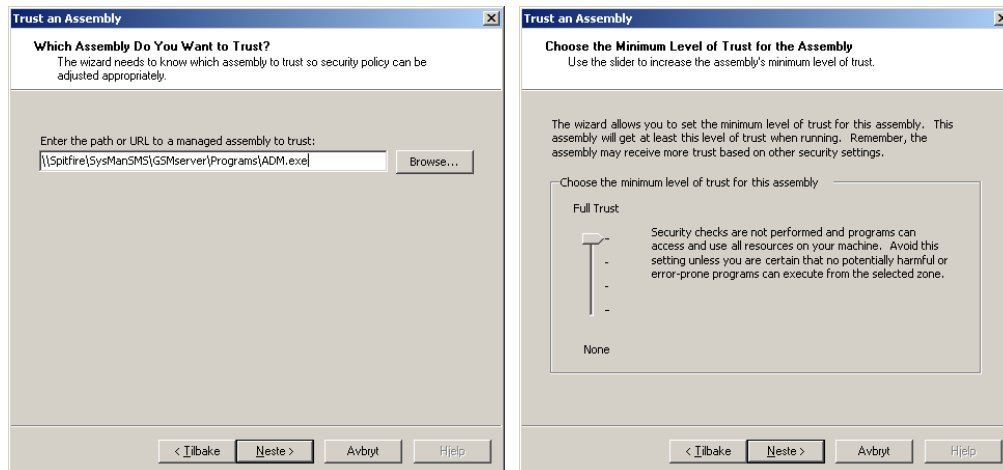 Trust an Assembly
Which Assembly Do You Want to Trust?
The wizard needs to know which assembly to trust so security policy can be
adjusted appropriately.
Enter the path or URL to a managed assembly to trust:
\\Spitfire\SysManSMS\GSMserver\Programs\ADM.exe
Browse...
< Tilbake
Neste >
Avbryt
Hjelp
Trust an Assembly
Choose the Minimum Level of Trust for the Assembly
Use the slider to increase the assembly's minimum level of trust.
The wizard allows you to set the minimum level of trust for this assembly. This
assembly will get at least this level of trust when running. Remember, the
assembly may receive more trust based on other security settings.
Choose the minimum level of trust for this assembly
Full Trust
Security checks are not performed and programs can
access and use all resources on your machine. Avoid this
setting unless you are certain that no potentially harmful or
error-prone programs can execute from the selected zone.
None
< Tilbake
Neste >
Avbryt
Hjelp